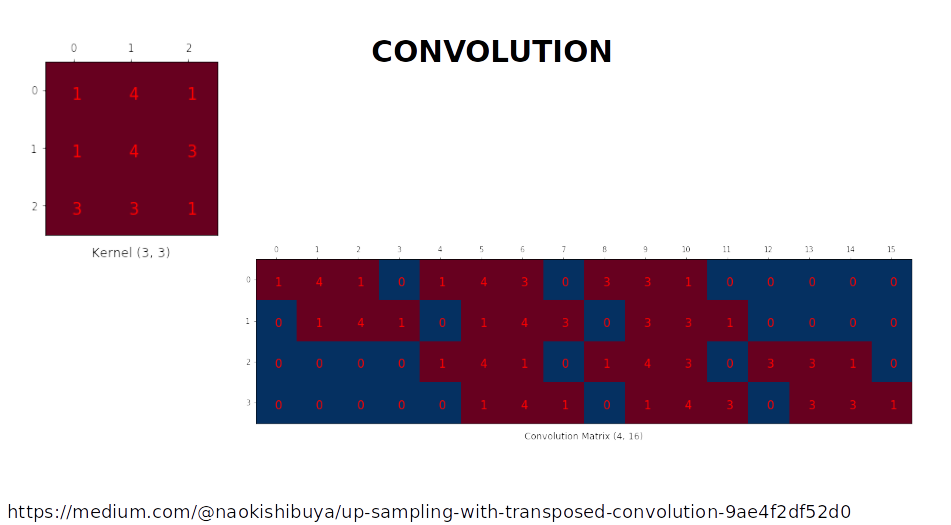 CONVOLUTION
0 1 2
0 1 4 1
1 1 4 3
2 3 3 1
Kernel (3, 3)
0 1 2 3 4 5 6 7 8 9 10 11 12 13 14 15
0 1 4 1 0 1 4 3 0 3 3 1 0 0 0 0 0
1 0 1 4 1 0 1 4 3 0 3 3 1 0 0 0 0
2 0 0 0 0 1 4 1 0 1 4 3 0 3 3 1 0
3 0 0 0 0 0 1 4 1 0 1 4 3 0 3 3 1
Convolution Matrix (4, 16)
https://medium.com/@naokishibuya/up-sampling-with-transposed-convolution-9ae4f2df52d0